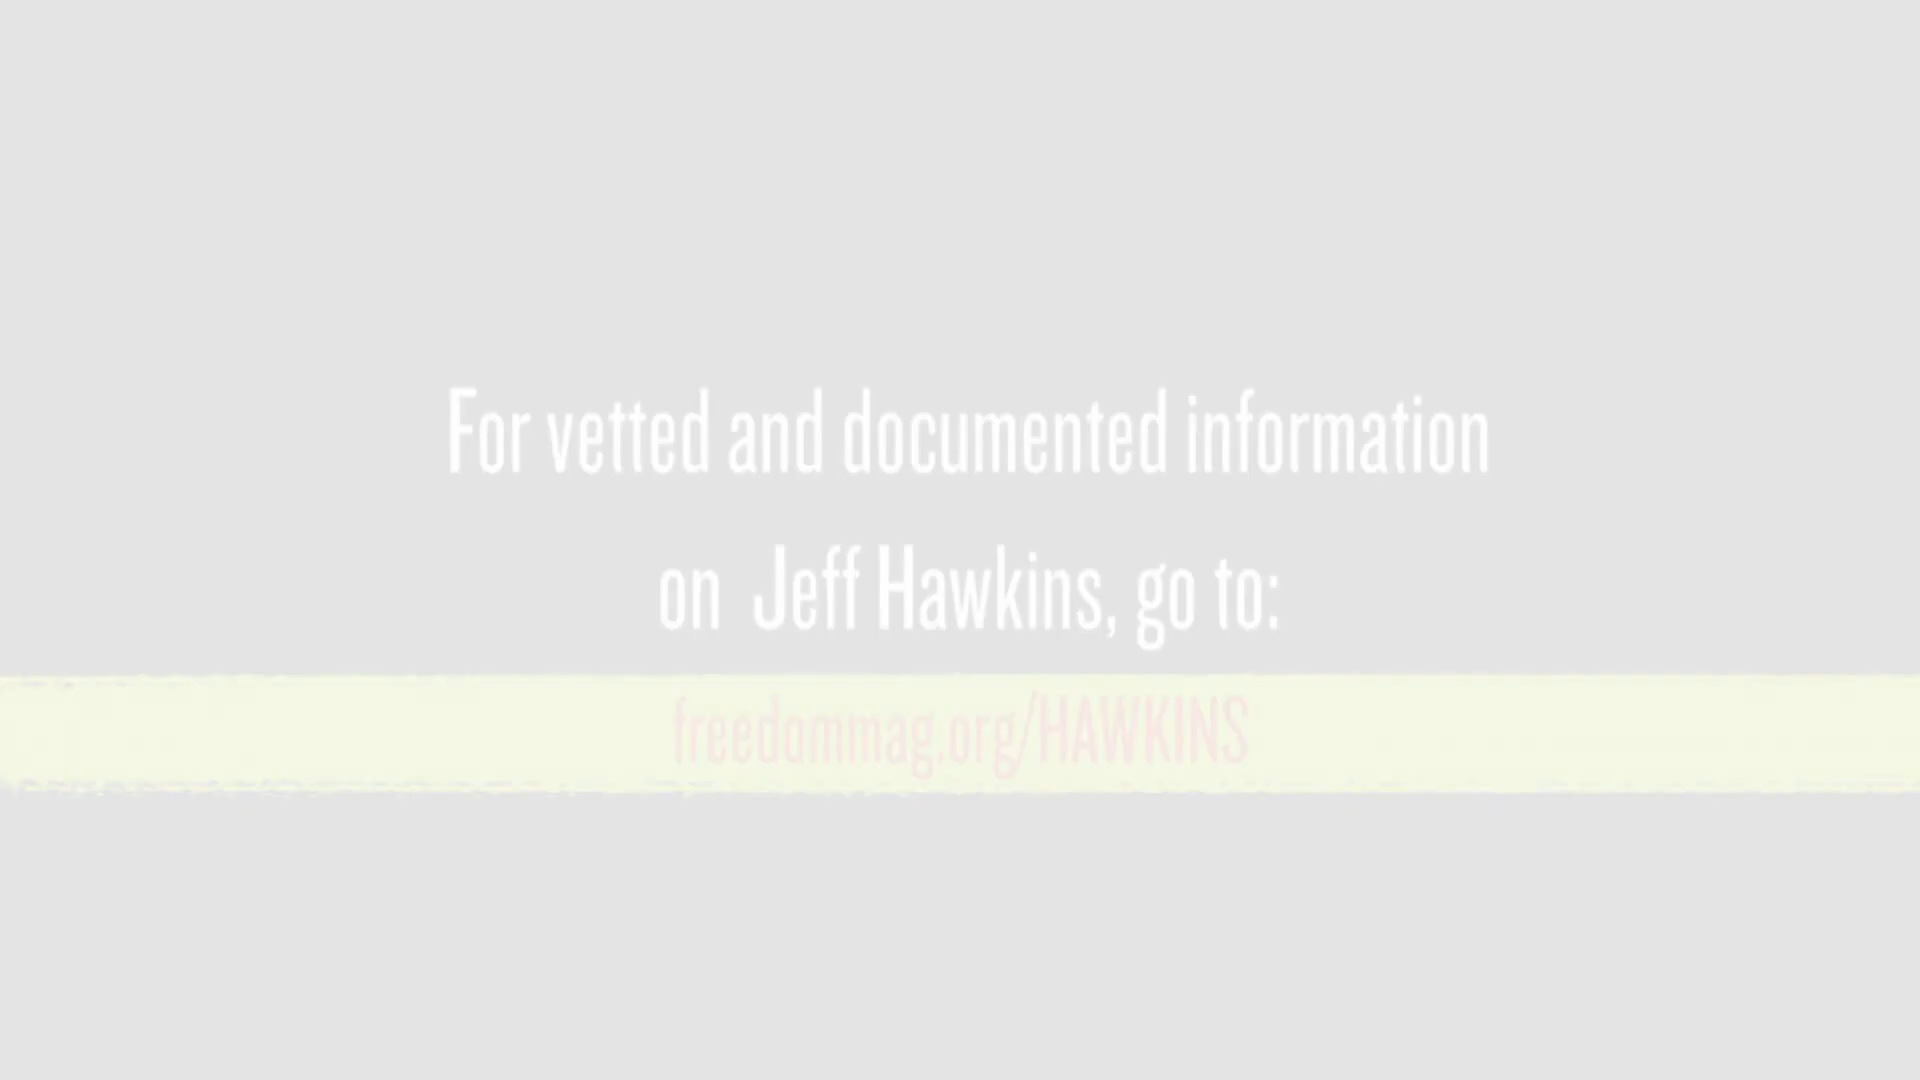 For vetted and documented information
on Jeff Hawkins, go to:
freedommag.org/HAWKINS